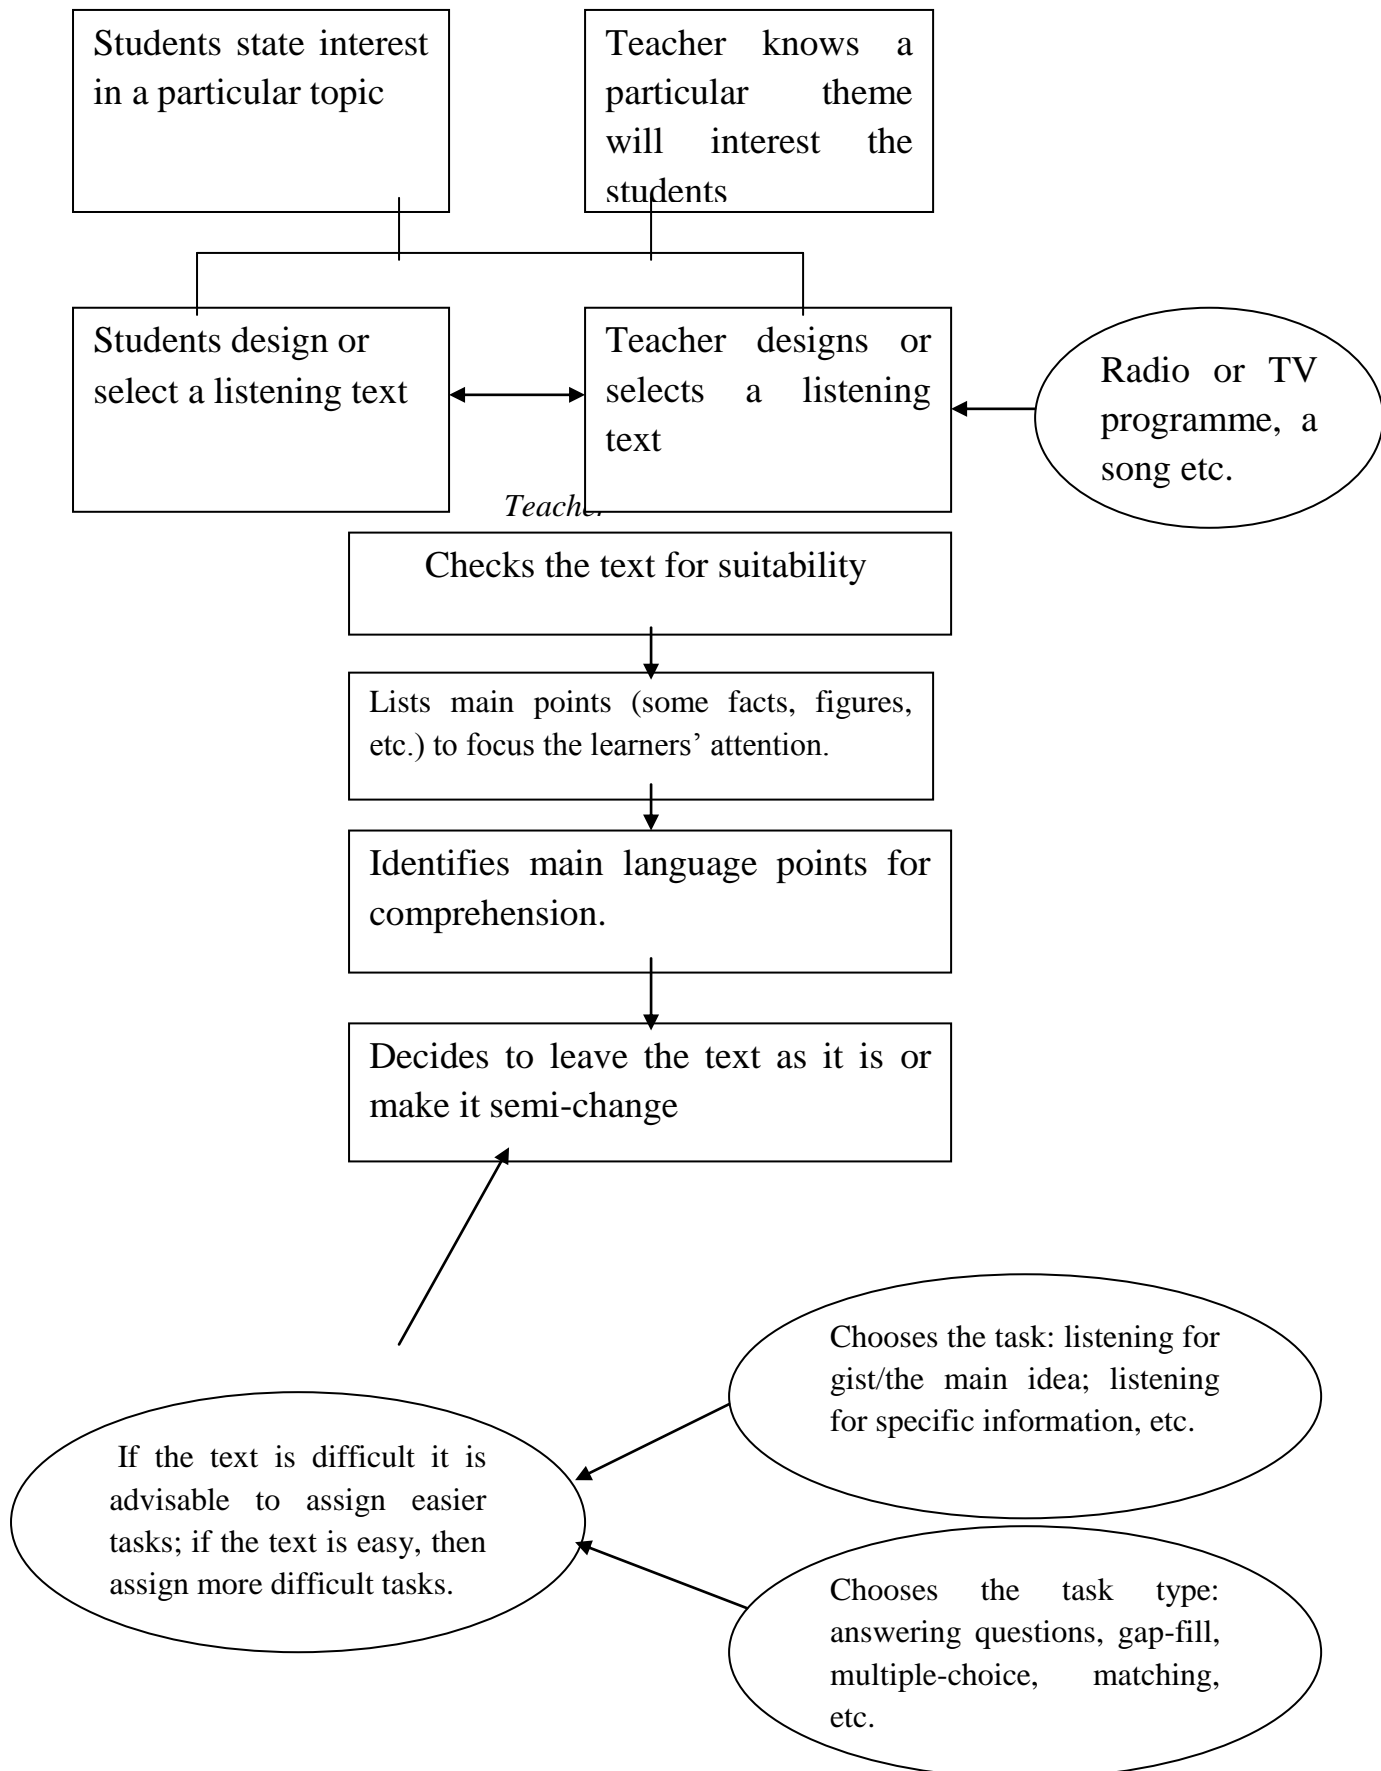 Students state interest
in a particular topic
Teacher knows a
particular theme
will interest the
students
Students design or
select a listening text
Teacher designs or
selects a listening
text
Radio or TV
programme, a
song etc.
Teacher
Checks the text for suitability
Lists main points (some facts, figures,
etc.) to focus the learners’ attention.
Identifies main language points for
comprehension.
Decides to leave the text as it is or
make it semi-change
Chooses the task: listening for
gist/the main idea; listening
for specific information, etc.
If the text is difficult it is
advisable to assign easier
tasks; if the text is easy, then
assign more difficult tasks.
Chooses the task type:
answering questions, gap-fill,
multiple-choice, matching,
etc.